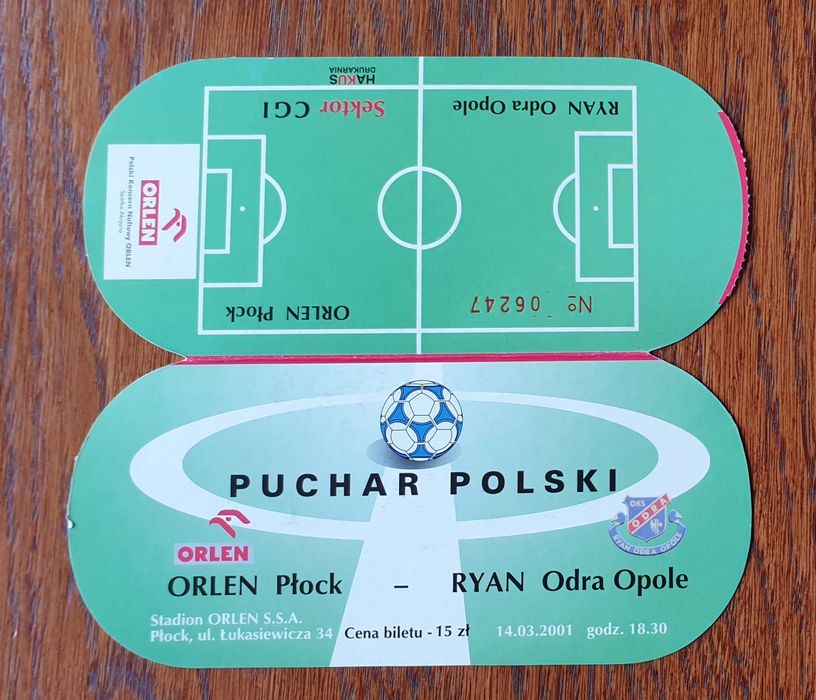 HAKUS
DRUKARNIA
Sektor CGI
RYAN Odra Opole
ORLEN
Polski Koncern Naftowy ORLEN
Spółka Akcyjna
ORLEN Płock
Nº 06247
PUCHAR POLSKI
OKS
ODRA
RYAN ODRA OPOLE
ORLEN
ORLEN Płock - RYAN Odra Opole
Stadion ORLEN S.S.A.
Płock, ul. Łukasiewicza 34 Cena biletu - 15 zł 14.03.2001 godz. 18.30